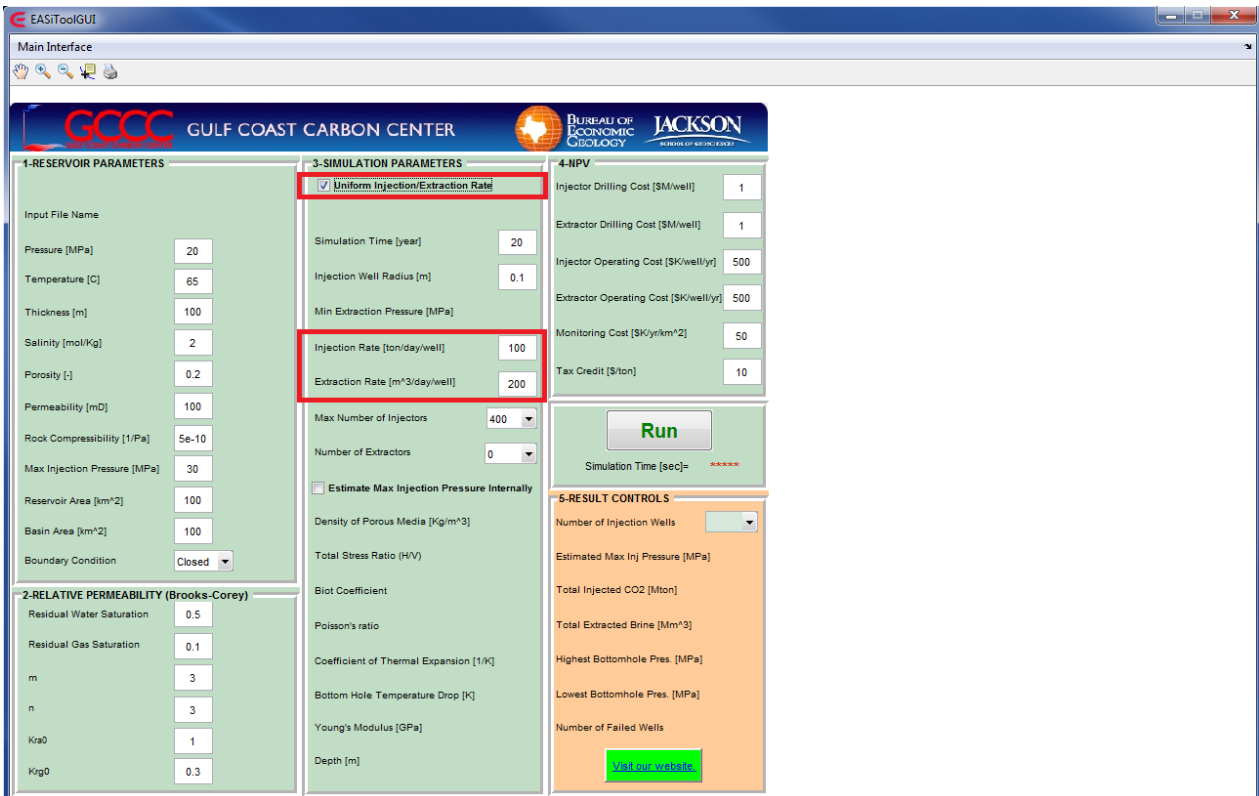 EASiToolGUI
Main Interface
GCCC
GULF COAST CARBON CENTER
BUREAU OF
ECONOMIC
GEOLOGY
JACKSON
SCHOOL OF GEOSCIENCES
1-RESERVOIR PARAMETERS
Input File Name
Pressure [MPa] 20
Temperature [C] 65
Thickness [m] 100
Salinity [mol/Kg] 2
Porosity [-] 0.2
Permeability [mD] 100
Rock Compressibility [1/Pa] 5e-10
Max Injection Pressure [MPa] 30
Reservoir Area [km^2] 100
Basin Area [km^2] 100
Boundary Condition Closed
2-RELATIVE PERMEABILITY (Brooks-Corey)
Residual Water Saturation 0.5
Residual Gas Saturation 0.1
m 3
n 3
Kra0 1
Krg0 0.3
3-SIMULATION PARAMETERS
Uniform Injection/Extraction Rate
Simulation Time [year] 20
Injection Well Radius [m] 0.1
Min Extraction Pressure [MPa]
Injection Rate [ton/day/well] 100
Extraction Rate [m^3/day/well] 200
Max Number of Injectors 400
Number of Extractors 0
Estimate Max Injection Pressure Internally
Density of Porous Media [Kg/m^3]
Total Stress Ratio (H/V)
Biot Coefficient
Poisson's ratio
Coefficient of Thermal Expansion [1/K]
Bottom Hole Temperature Drop [K]
Young's Modulus [GPa]
Depth [m]
4-NPV
Injector Drilling Cost [$M/well] 1
Extractor Drilling Cost [$M/well] 1
Injector Operating Cost [$K/well/yr] 500
Extractor Operating Cost [$K/well/yr] 500
Monitoring Cost [$K/yr/km^2] 50
Tax Credit [$/ton] 10
Run
Simulation Time [sec]= *****
5-RESULT CONTROLS
Number of Injection Wells
Estimated Max Inj Pressure [MPa]
Total Injected CO2 [Mton]
Total Extracted Brine [Mm^3]
Highest Bottomhole Pres. [MPa]
Lowest Bottomhole Pres. [MPa]
Number of Failed Wells
Visit our website.